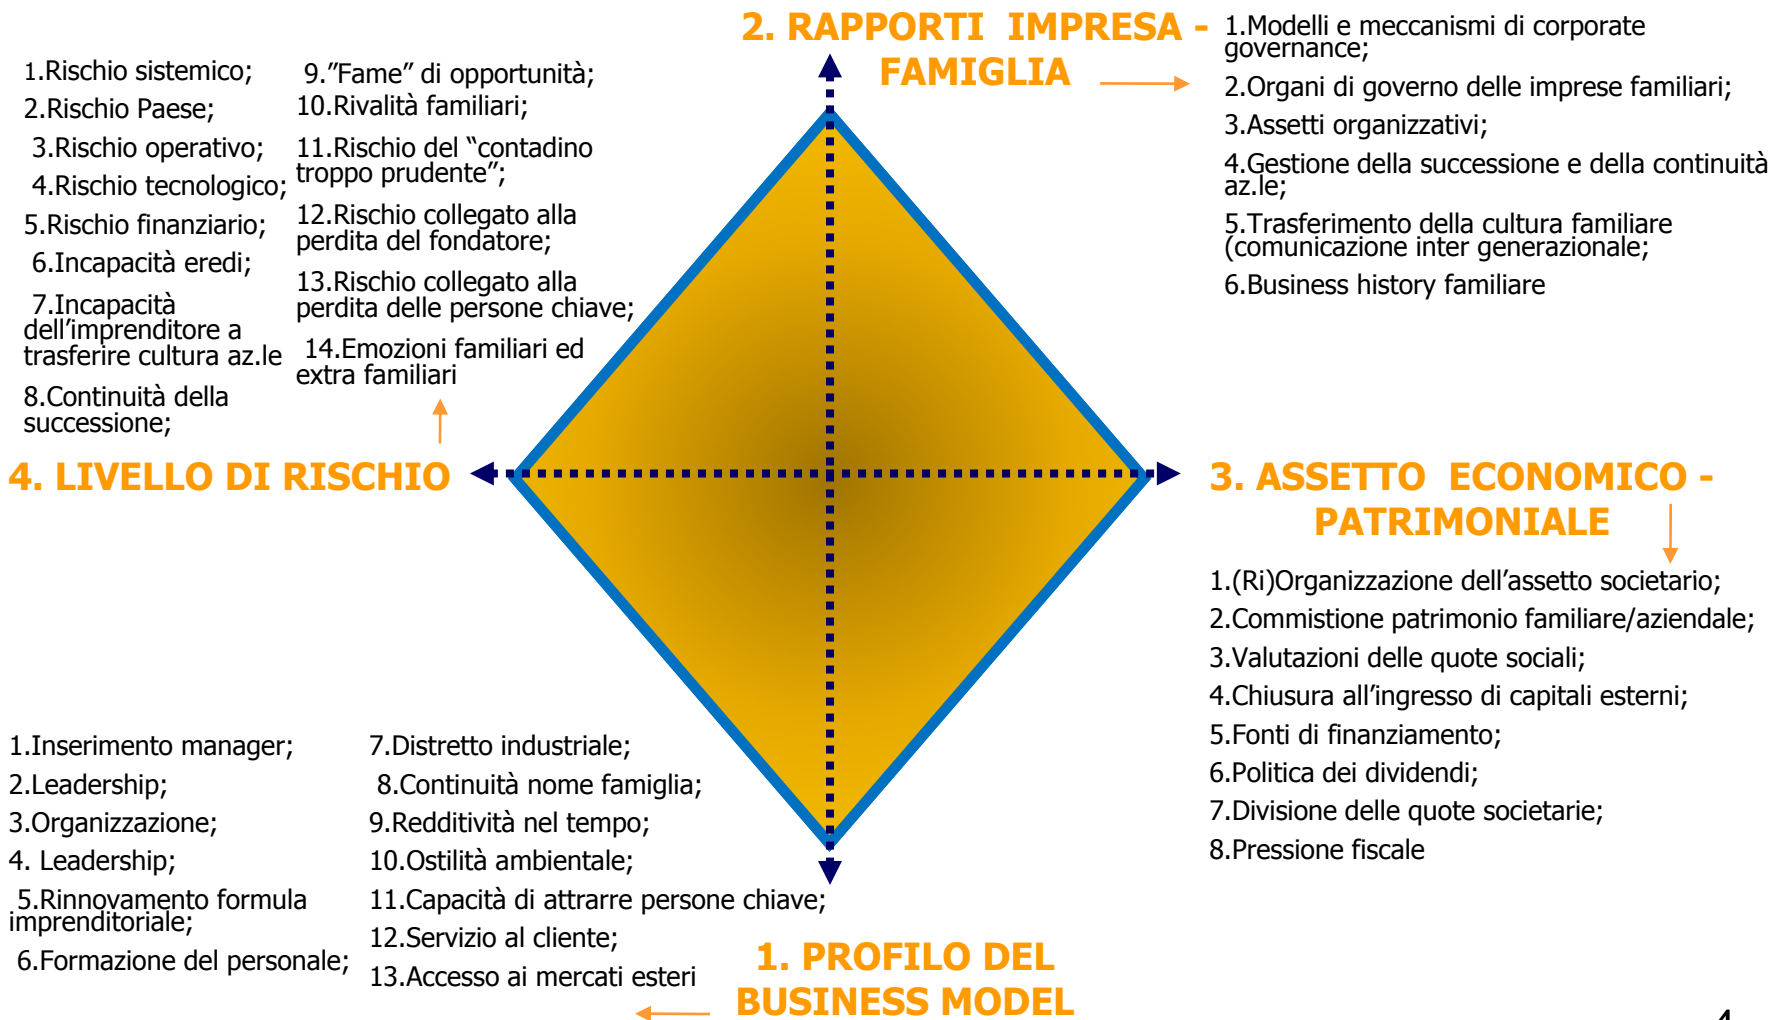 2. RAPPORTI IMPRESA -
FAMIGLIA
1.Modelli e meccanismi di corporate
governance;
2.Organi di governo delle imprese familiari;
3.Assetti organizzativi;
4.Gestione della successione e della continuità
az.le;
5.Trasferimento della cultura familiare
(comunicazione inter generazionale;
6.Business history familiare
1.Rischio sistemico;
2.Rischio Paese;
3.Rischio operativo;
4.Rischio tecnologico;
5.Rischio finanziario;
6.Incapacità eredi;
7.Incapacità
dell’imprenditore a
trasferire cultura az.le
8.Continuità della
successione;
9.”Fame” di opportunità;
10.Rivalità familiari;
11.Rischio del “contadino
troppo prudente”;
12.Rischio collegato alla
perdita del fondatore;
13.Rischio collegato alla
perdita delle persone chiave;
14.Emozioni familiari ed
extra familiari
4. LIVELLO DI RISCHIO
3. ASSETTO ECONOMICO -
PATRIMONIALE
1.(Ri)Organizzazione dell’assetto societario;
2.Commistione patrimonio familiare/aziendale;
3.Valutazioni delle quote sociali;
4.Chiusura all’ingresso di capitali esterni;
5.Fonti di finanziamento;
6.Politica dei dividendi;
7.Divisione delle quote societarie;
8.Pressione fiscale
1.Inserimento manager;
2.Leadership;
3.Organizzazione;
4. Leadership;
5.Rinnovamento formula
imprenditoriale;
6.Formazione del personale;
7.Distretto industriale;
8.Continuità nome famiglia;
9.Redditività nel tempo;
10.Ostilità ambientale;
11.Capacità di attrarre persone chiave;
12.Servizio al cliente;
13.Accesso ai mercati esteri
1. PROFILO DEL
BUSINESS MODEL
4